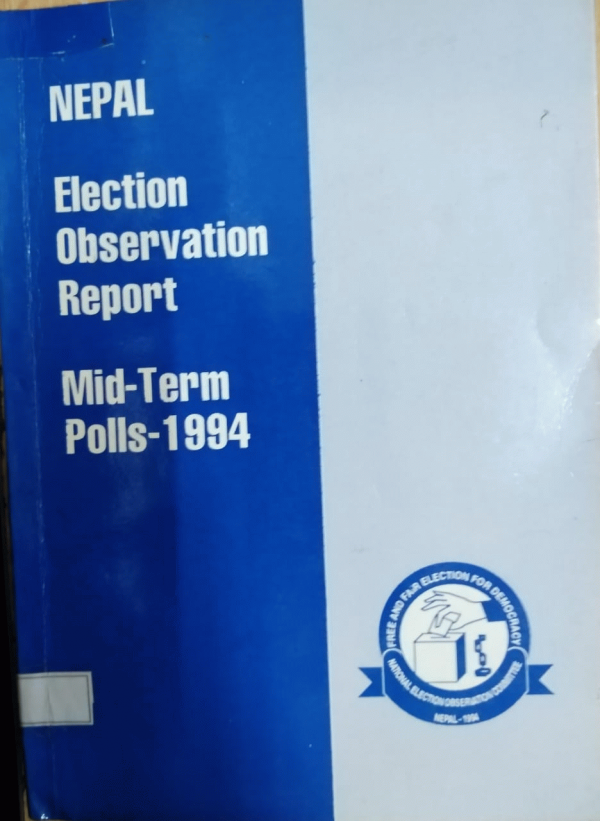 NEPAL
Election
Observation
Report
Mid-Term
Polls-1994
FREE AND FAIR ELECTION FOR DEMOCRACY
NATIONAL ELECTION OBSERVATION COMMITTEE
NEPAL - 1994